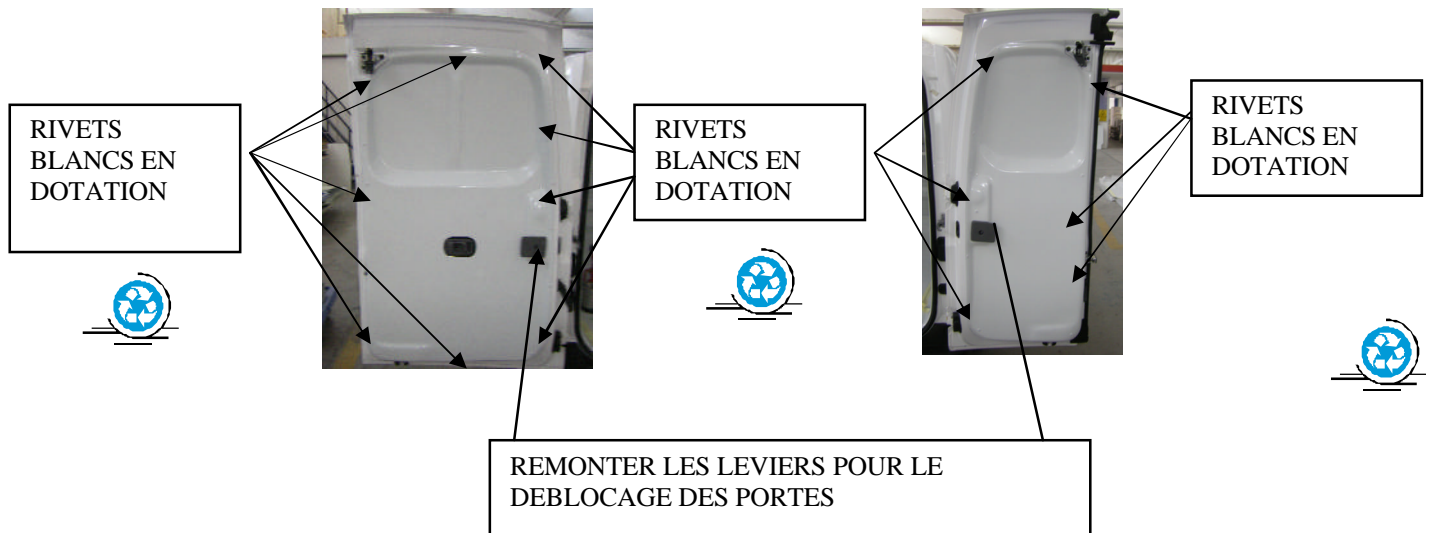 RIVETS
BLANCS EN
DOTATION
RIVETS
BLANCS EN
DOTATION
RIVETS
BLANCS EN
DOTATION
REMONTER LES LEVIERS POUR LE
DEBLOCAGE DES PORTES